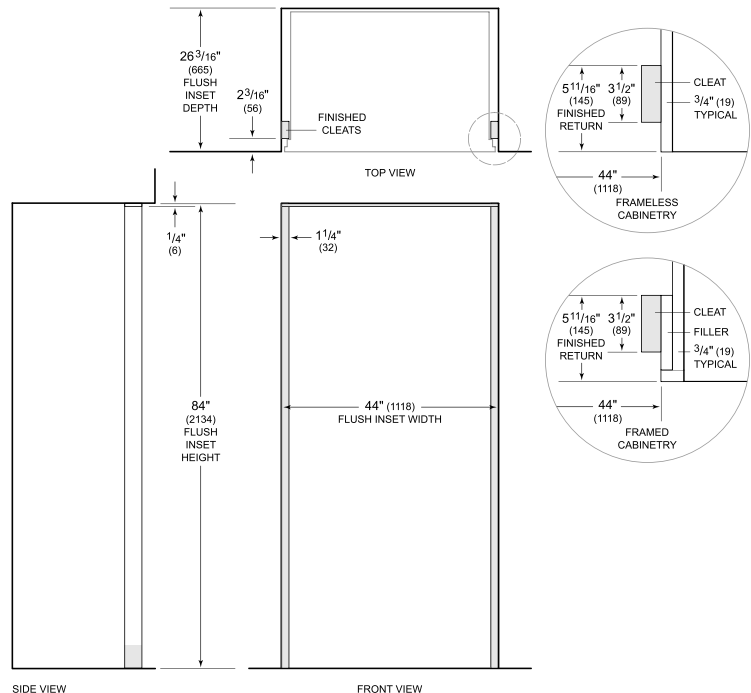 26 3/16"
(665)
FLUSH
INSET
DEPTH
2 3/16"
(56)
FINISHED
CLEATS
TOP VIEW
5 11/16"
(145)
FINISHED
RETURN
3 1/2"
(89)
CLEAT
3/4" (19)
TYPICAL
44"
(1118)
FRAMELESS
CABINETRY
1/4"
(6)
1 1/4"
(32)
5 11/16"
(145)
FINISHED
RETURN
3 1/2"
(89)
CLEAT
FILLER
3/4" (19)
TYPICAL
44"
(1118)
FRAMED
CABINETRY
84"
(2134)
FLUSH
INSET
HEIGHT
44" (1118)
FLUSH INSET WIDTH
SIDE VIEW
FRONT VIEW